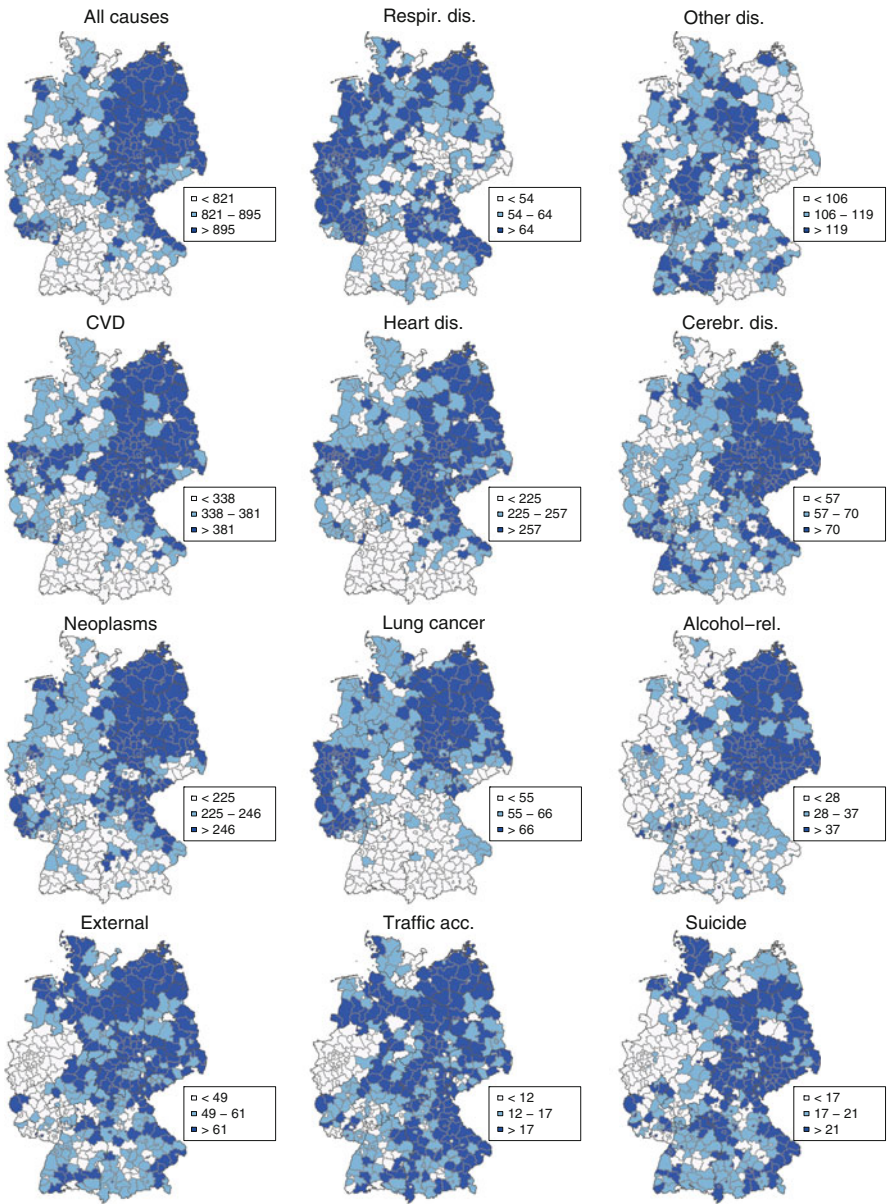 All causes
Respir. dis.
Other dis.
< 821
821 – 895
> 895
< 54
54 – 64
> 64
< 106
106 – 119
> 119
CVD
Heart dis.
Cerebr. dis.
< 338
338 – 381
> 381
< 225
225 – 257
> 257
< 57
57 – 70
> 70
Neoplasms
Lung cancer
Alcohol–rel.
< 225
225 – 246
> 246
< 55
55 – 66
> 66
< 28
28 – 37
> 37
External
Traffic acc.
Suicide
< 49
49 – 61
> 61
< 12
12 – 17
> 17
< 17
17 – 21
> 21